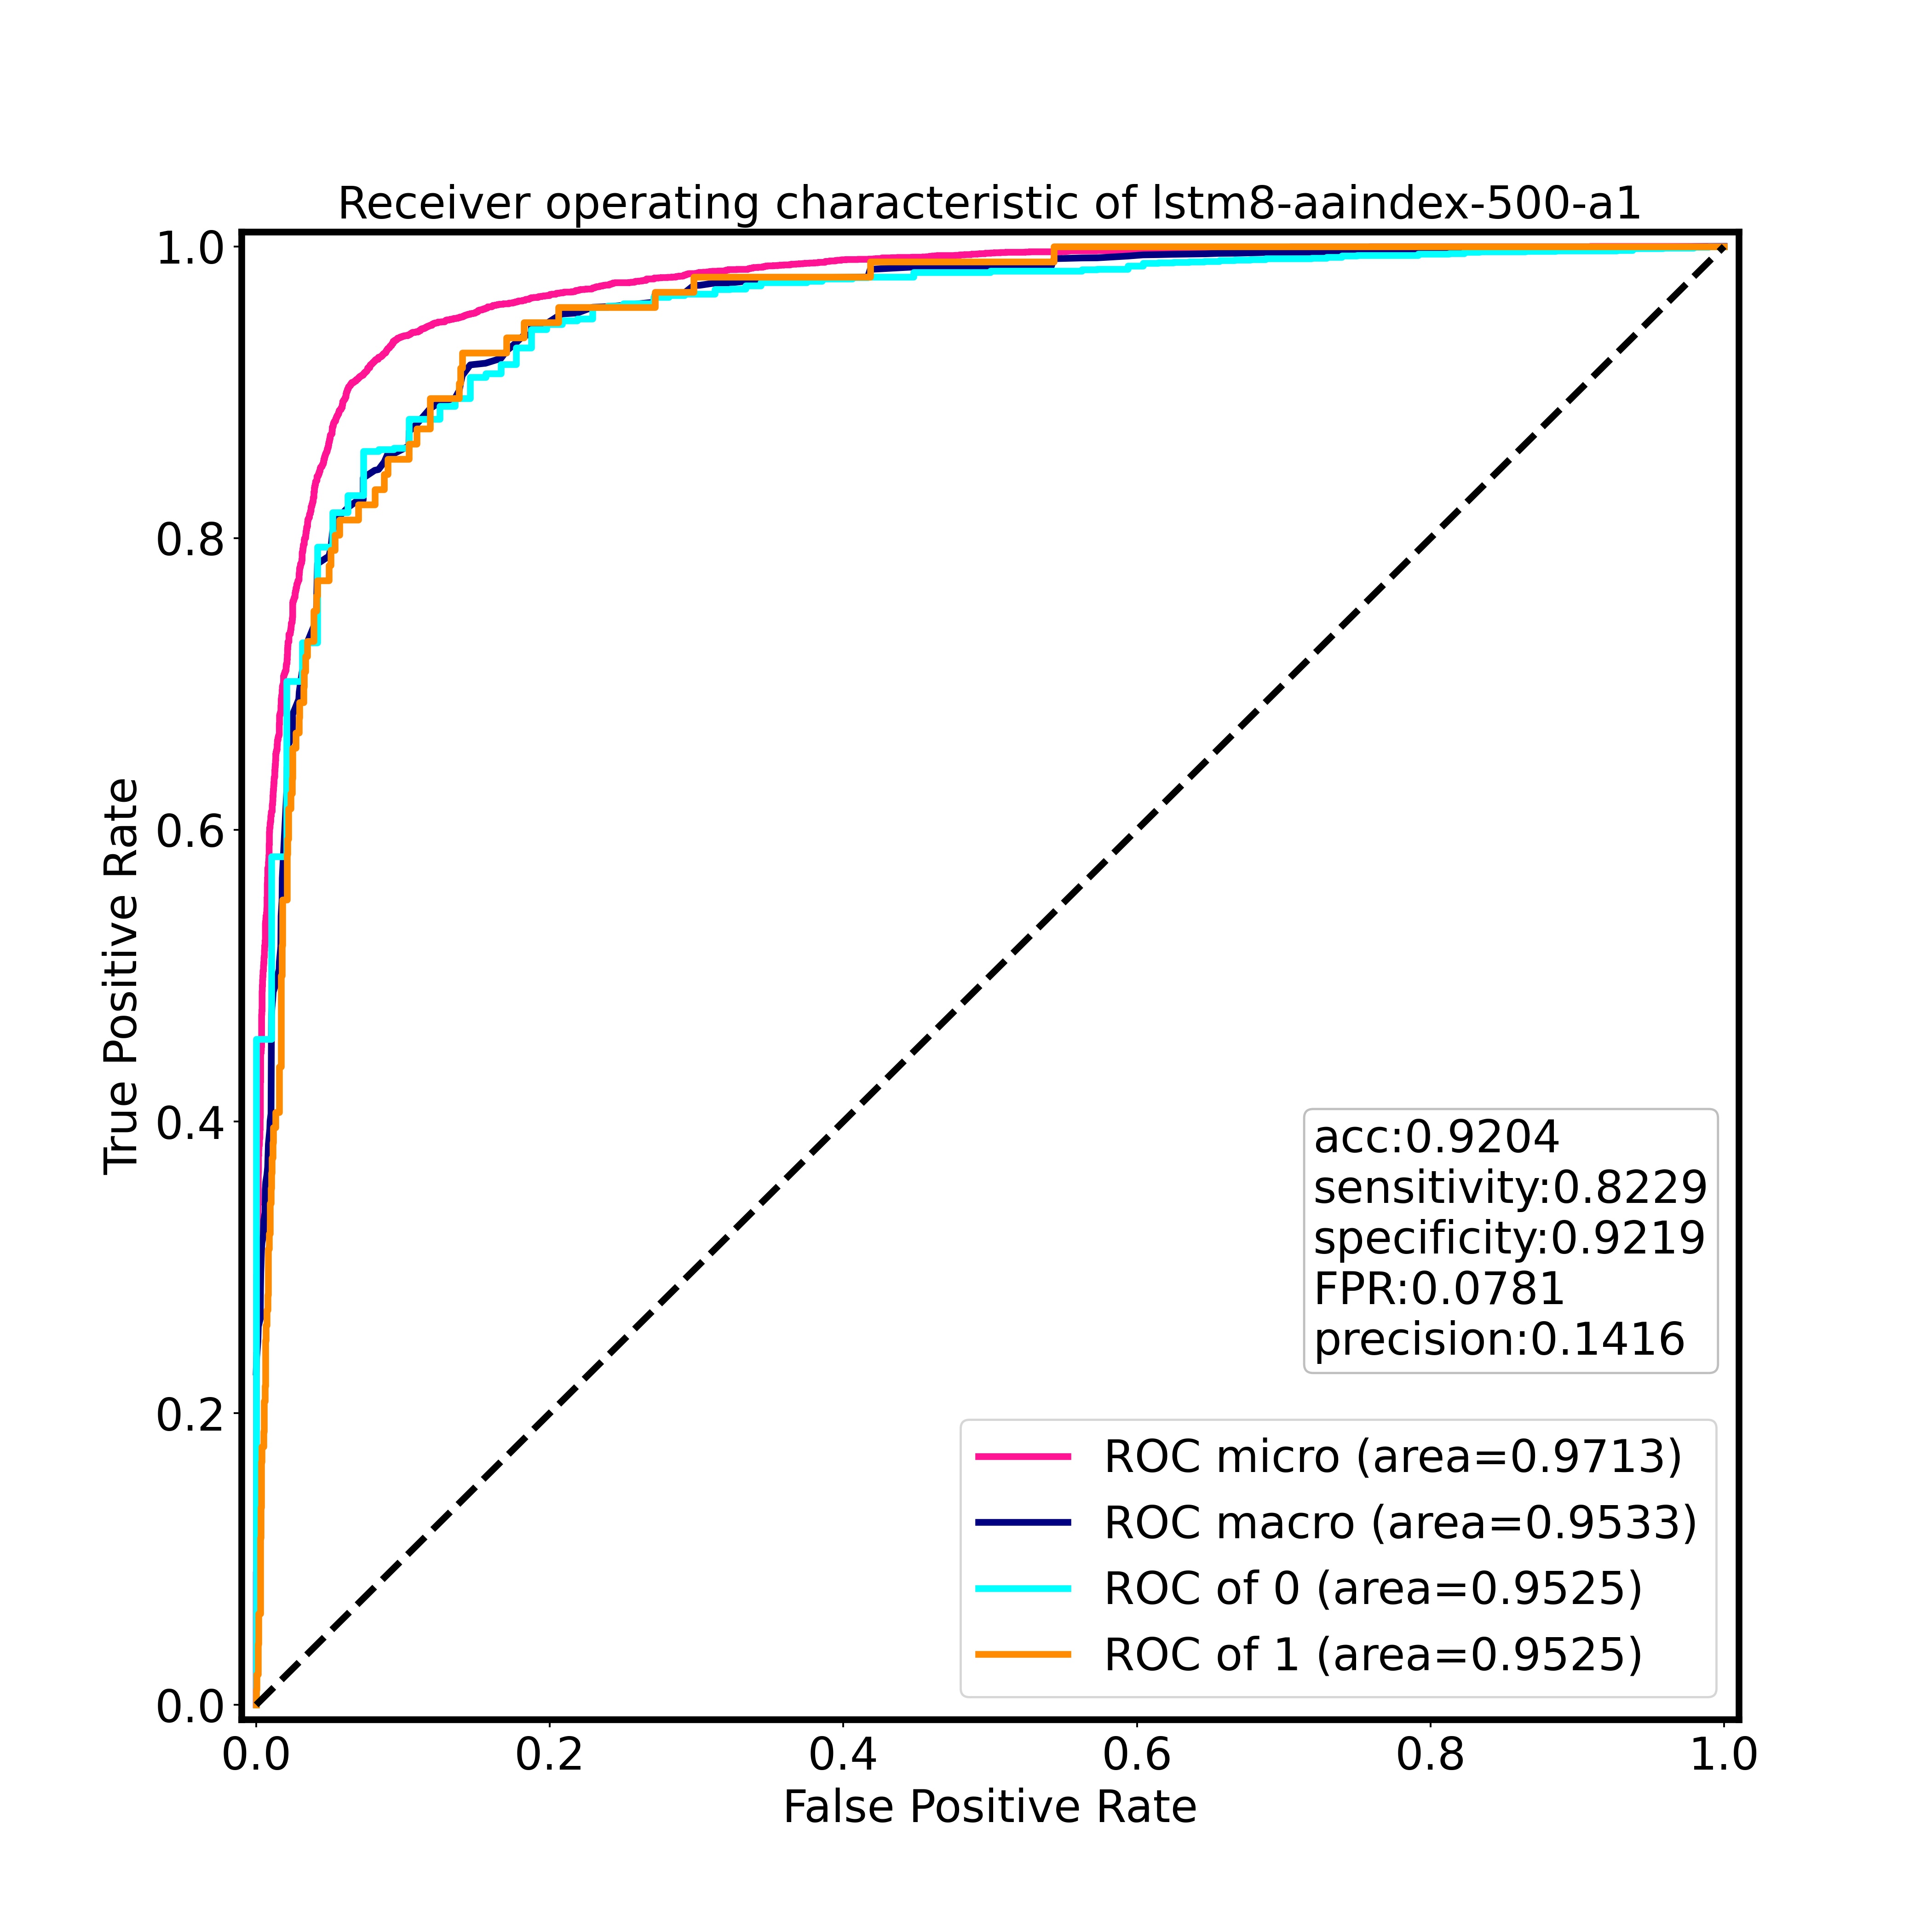 Receiver operating characteristic of lstm8-aaindex-500-a1
1.0
0.8
0.6
0.4
0.2
0.0
True Positive Rate
acc:0.9204
sensitivity:0.8229
specificity:0.9219
FPR:0.0781
precision:0.1416
ROC micro (area=0.9713)
ROC macro (area=0.9533)
ROC of 0 (area=0.9525)
ROC of 1 (area=0.9525)
0.0 0.2 0.4 0.6 0.8 1.0
False Positive Rate